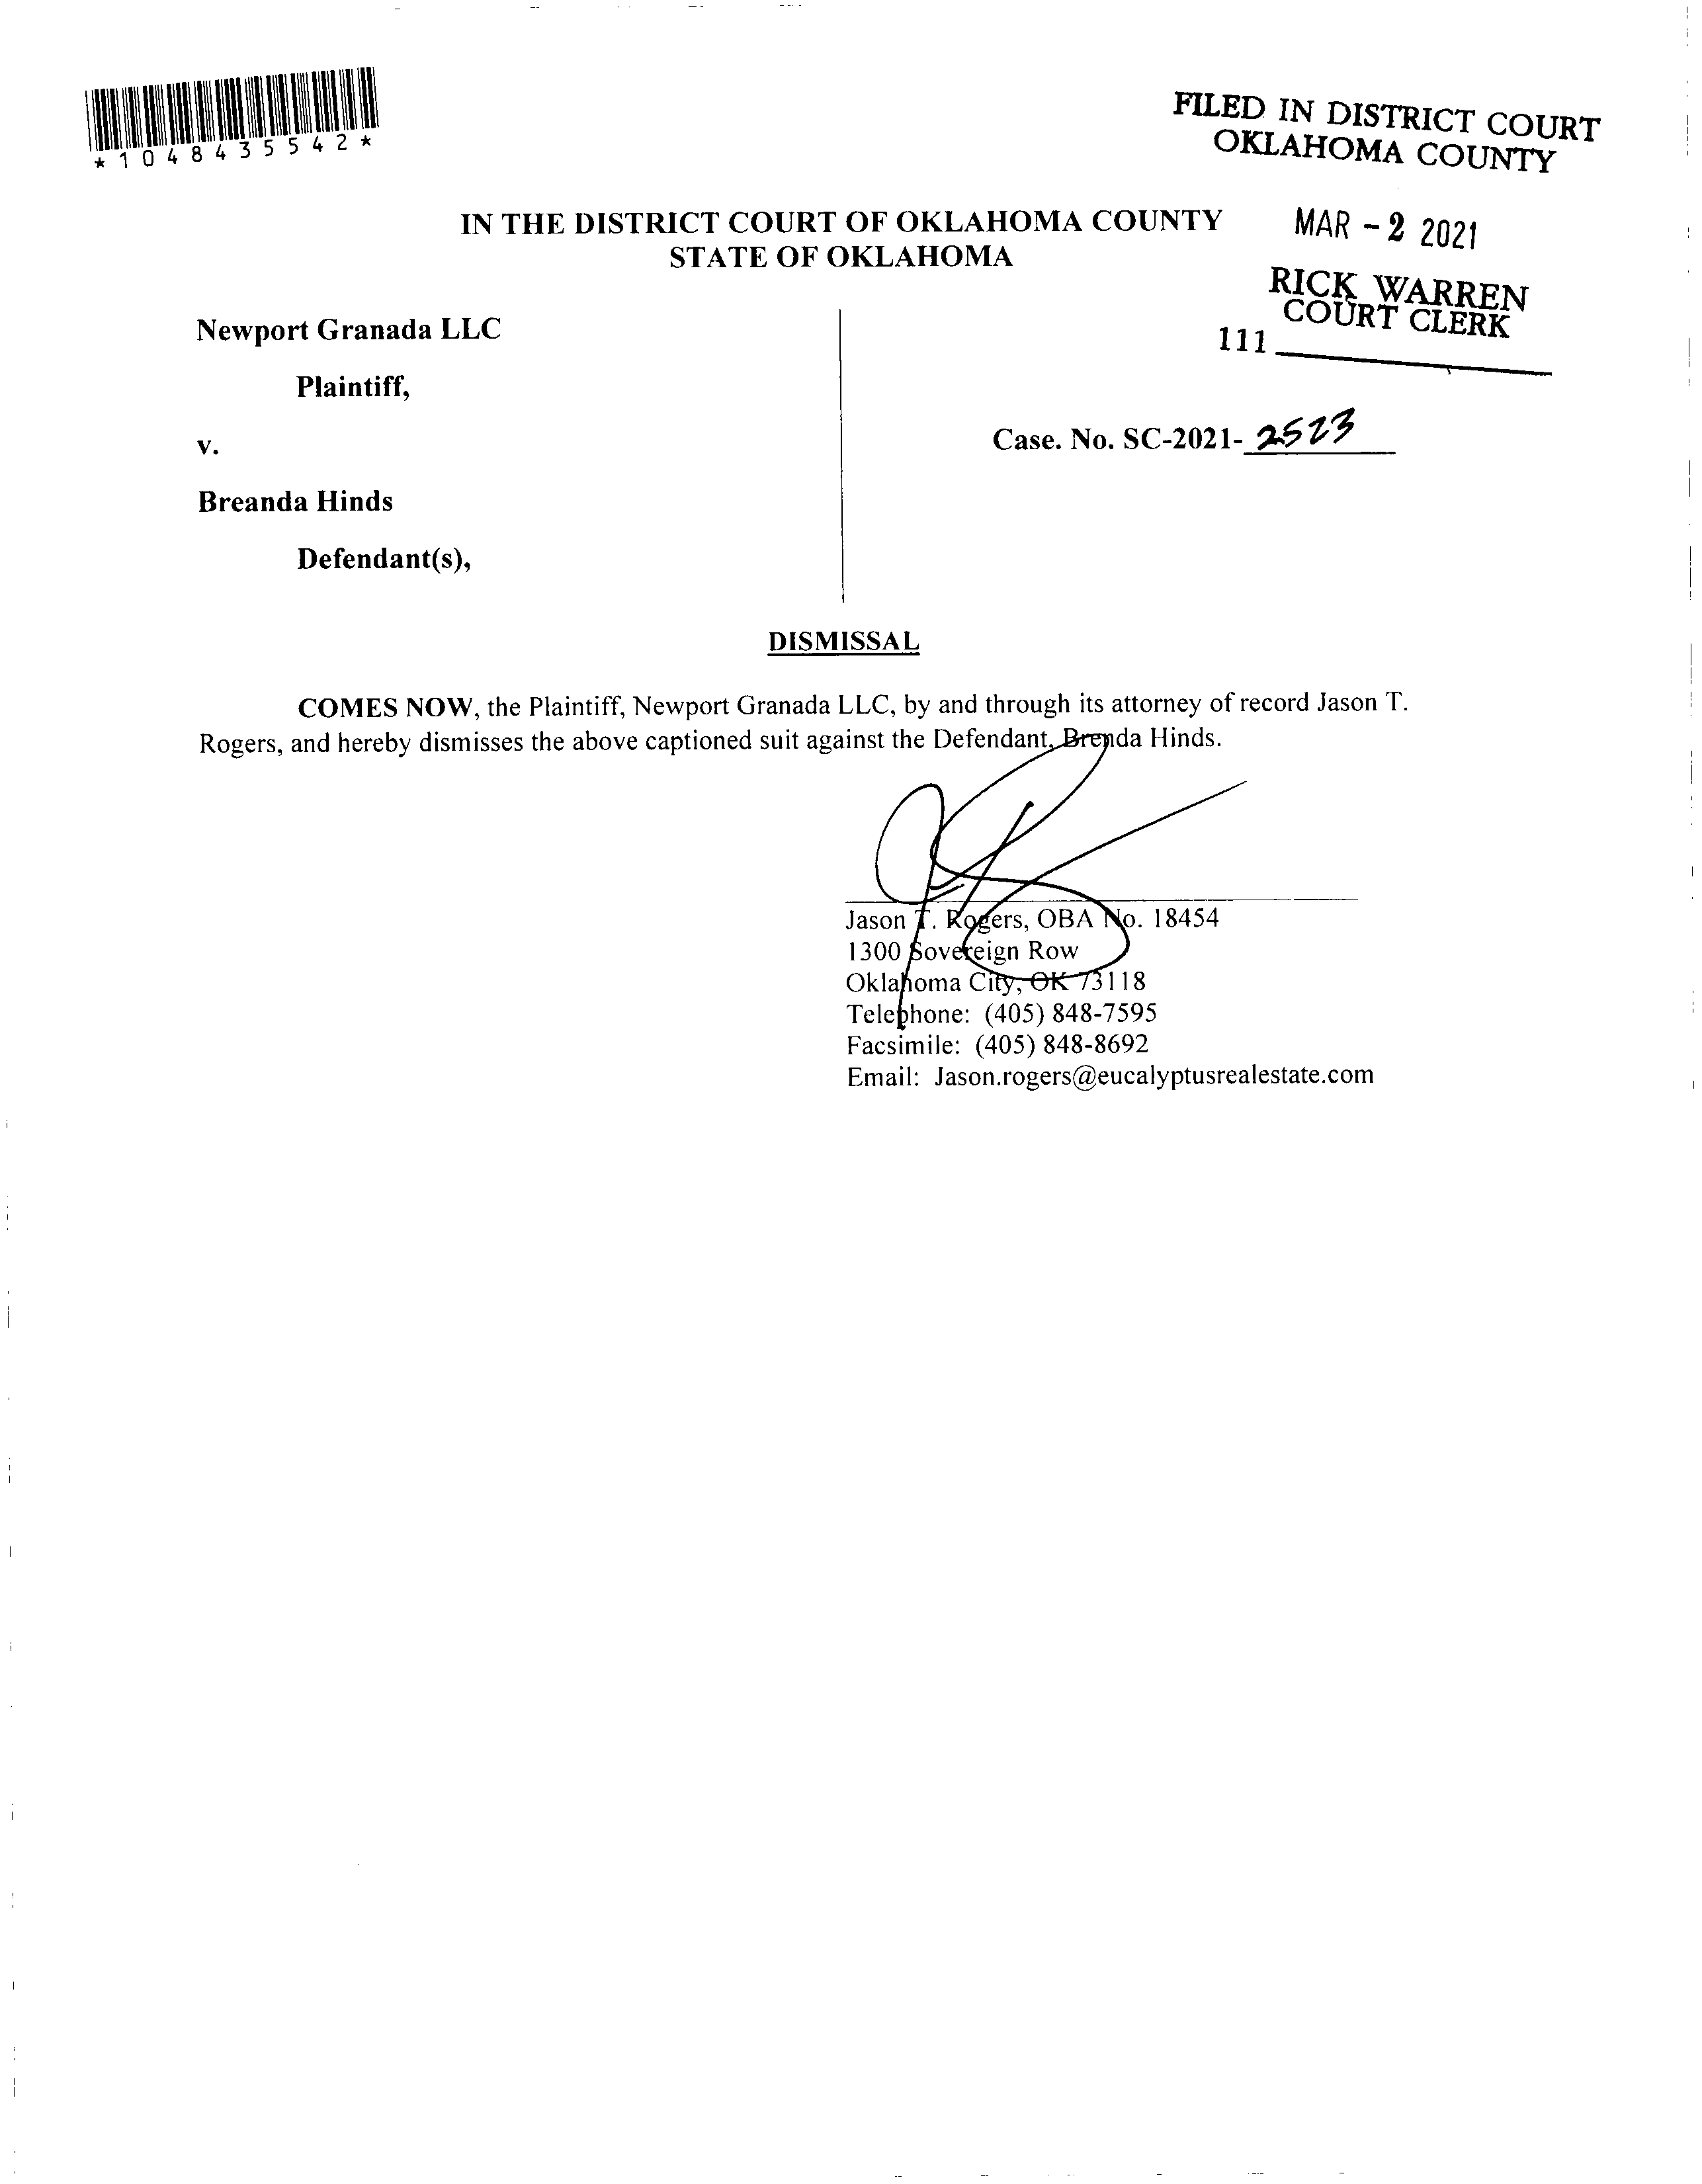 *1048435542*
FILED IN DISTRICT COURT
OKLAHOMA COUNTY
MAR - 2 2021
RICK WARREN
COURT CLERK
111
IN THE DISTRICT COURT OF OKLAHOMA COUNTY
STATE OF OKLAHOMA
Newport Granada LLC
Plaintiff,
v.
Case. No. SC-2021- 2523
Breanda Hinds
Defendant(s),
DISMISSAL
COMES NOW, the Plaintiff, Newport Granada LLC, by and through its attorney of record Jason T.
Rogers, and hereby dismisses the above captioned suit against the Defendant, Brenda Hinds.
Jason T. Rogers, OBA No. 18454
1300 Sovereign Row
Oklahoma City, OK 73118
Telephone: (405) 848-7595
Facsimile: (405) 848-8692
Email: Jason.rogers@eucalyptusrealestate.com